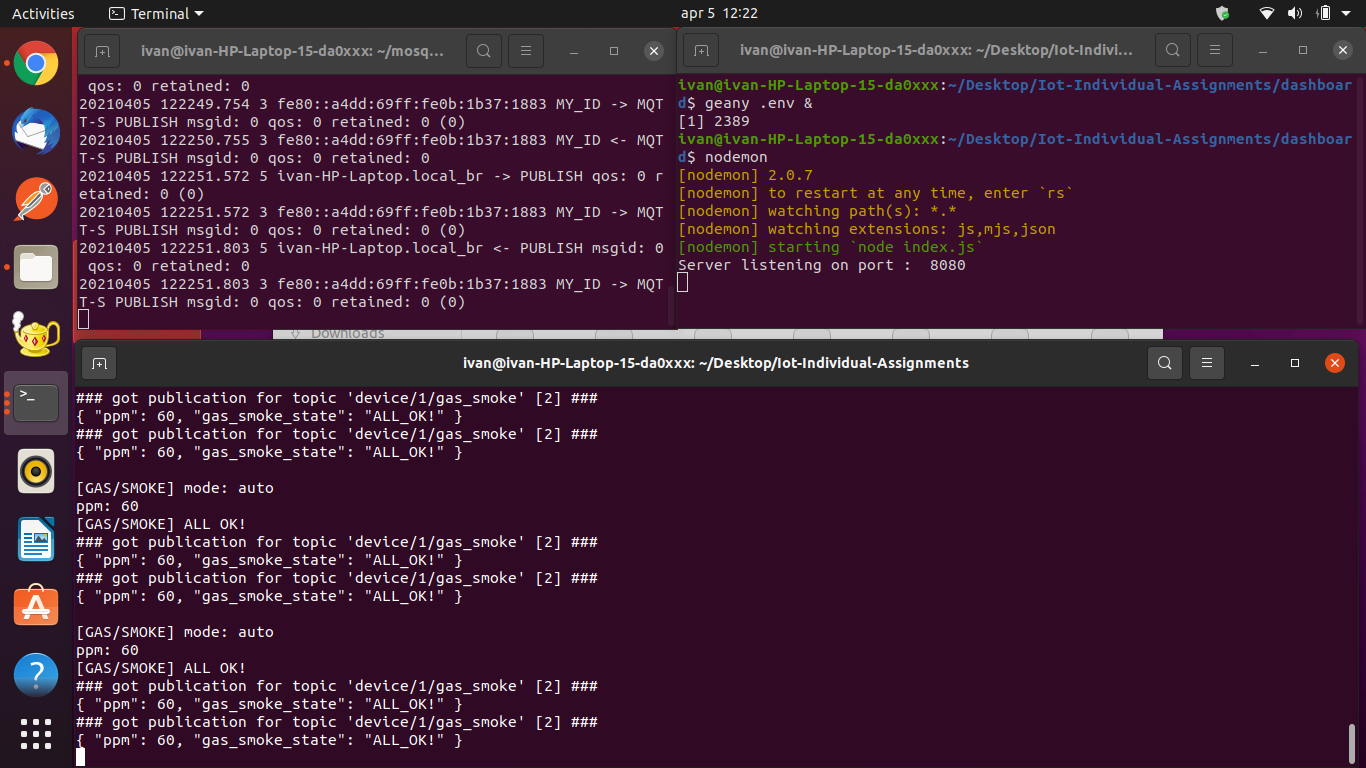 Activities
Terminal
apr 5 12:22
ivan@ivan-HP-Laptop-15-da0xxx: ~/mosq...
 qos: 0 retained: 0
20210405 122249.754 3 fe80::a4dd:69ff:fe0b:1b37:1883 MY_ID -> MQT
T-S PUBLISH msgid: 0 qos: 0 retained: 0 (0)
20210405 122250.755 3 fe80::a4dd:69ff:fe0b:1b37:1883 MY_ID <- MQT
T-S PUBLISH msgid: 0 qos: 0 retained: 0
20210405 122251.572 5 ivan-HP-Laptop.local_br -> PUBLISH qos: 0 r
etained: 0 (0)
20210405 122251.572 3 fe80::a4dd:69ff:fe0b:1b37:1883 MY_ID -> MQT
T-S PUBLISH msgid: 0 qos: 0 retained: 0 (0)
20210405 122251.803 5 ivan-HP-Laptop.local_br <- PUBLISH msgid: 0
 qos: 0 retained: 0
20210405 122251.803 3 fe80::a4dd:69ff:fe0b:1b37:1883 MY_ID -> MQT
T-S PUBLISH msgid: 0 qos: 0 retained: 0 (0)
ivan@ivan-HP-Laptop-15-da0xxx: ~/Desktop/Iot-Indivi...
ivan@ivan-HP-Laptop-15-da0xxx:~/Desktop/Iot-Individual-Assignments/dashboar
d$ geany .env &
[1] 2389
ivan@ivan-HP-Laptop-15-da0xxx:~/Desktop/Iot-Individual-Assignments/dashboar
d$ nodemon
[nodemon] 2.0.7
[nodemon] to restart at any time, enter `rs`
[nodemon] watching path(s): *.*
[nodemon] watching extensions: js,mjs,json
[nodemon] starting `node index.js`
Server listening on port :  8080
Downloads
ivan@ivan-HP-Laptop-15-da0xxx: ~/Desktop/Iot-Individual-Assignments
### got publication for topic 'device/1/gas_smoke' [2] ###
{ "ppm": 60, "gas_smoke_state": "ALL_OK!" }
### got publication for topic 'device/1/gas_smoke' [2] ###
{ "ppm": 60, "gas_smoke_state": "ALL_OK!" }
[GAS/SMOKE] mode: auto
ppm: 60
[GAS/SMOKE] ALL OK!
### got publication for topic 'device/1/gas_smoke' [2] ###
{ "ppm": 60, "gas_smoke_state": "ALL_OK!" }
### got publication for topic 'device/1/gas_smoke' [2] ###
{ "ppm": 60, "gas_smoke_state": "ALL_OK!" }
[GAS/SMOKE] mode: auto
ppm: 60
[GAS/SMOKE] ALL OK!
### got publication for topic 'device/1/gas_smoke' [2] ###
{ "ppm": 60, "gas_smoke_state": "ALL_OK!" }
### got publication for topic 'device/1/gas_smoke' [2] ###
{ "ppm": 60, "gas_smoke_state": "ALL_OK!" }